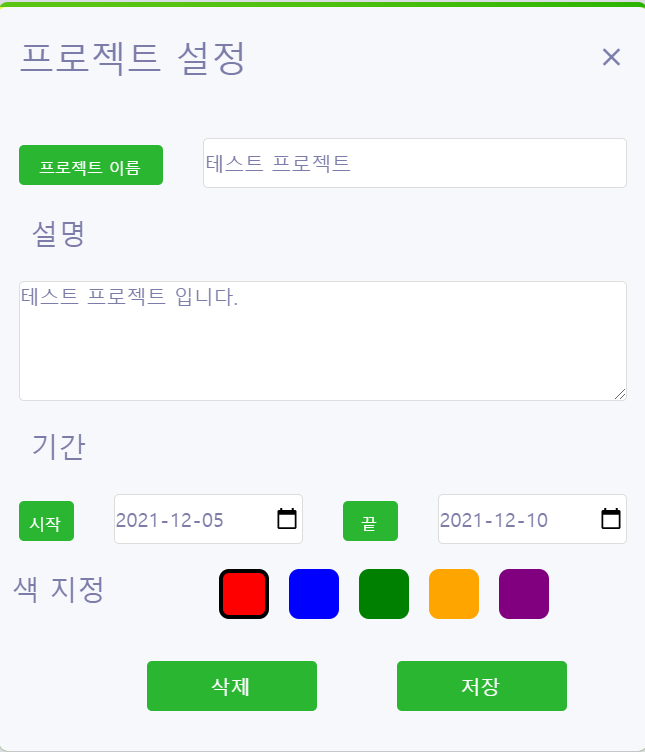 프로젝트 설정
프로젝트 이름
테스트 프로젝트
설명
테스트 프로젝트 입니다.
기간
시작
2021-12-05
끝
2021-12-10
색 지정
삭제
저장